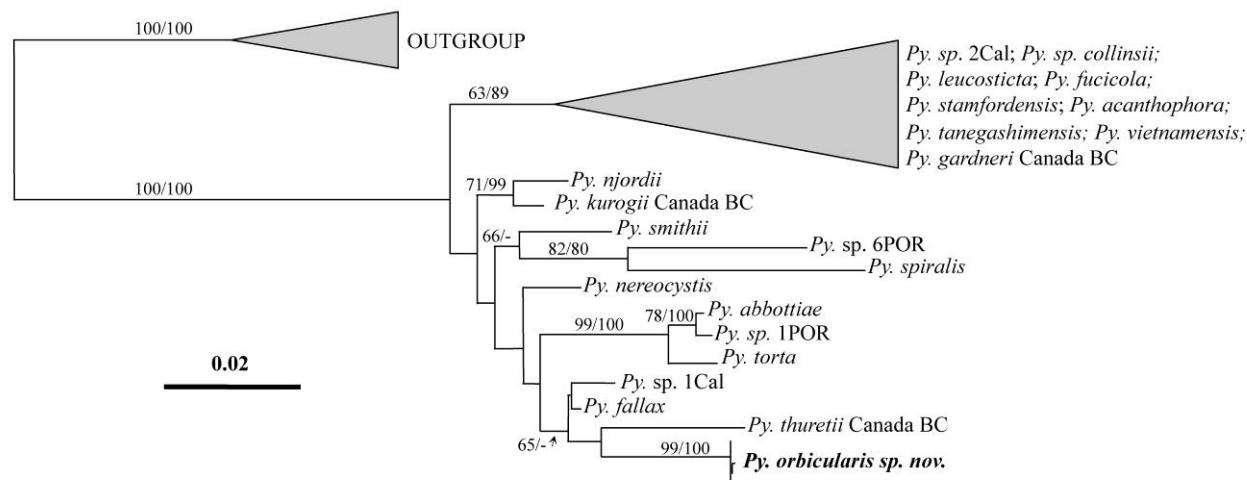 100/100
OUTGROUP
Py. sp. 2Cal; Py. sp. collinsii;
Py. leucosticta; Py. fucicola;
63/89
Py. stamfordensis; Py. acanthophora;
Py. tanegashimensis; Py. vietnamensis;
Py. gardneri Canada BC
100/100
71/99
Py. njordii
Py. kurogii Canada BC
66/-
Py. smithii
82/80
Py. sp. 6POR
Py. spiralis
Py. nereocystis
78/100
Py. abbottiae
99/100
Py. sp. 1POR
Py. torta
0.02
Py. sp. 1Cal
Py. fallax
Py. thuretii Canada BC
65/-
99/100
Py. orbicularis sp. nov.